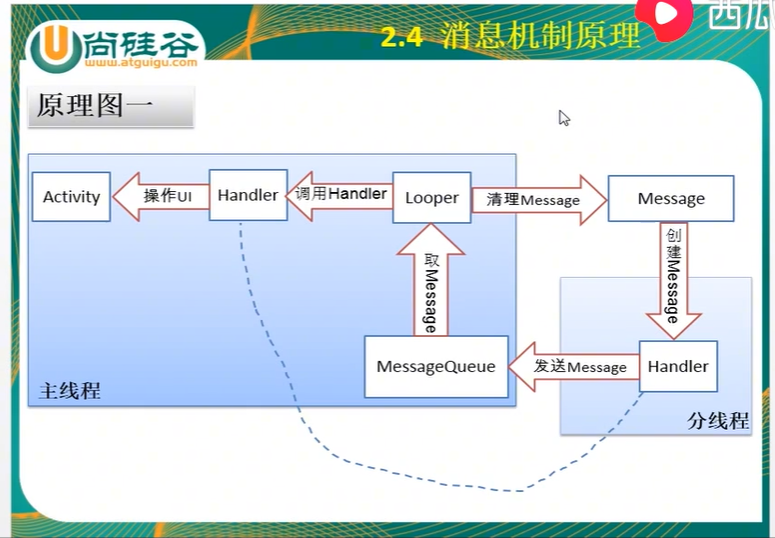 尚硅谷
www.atguigu.com
2.4 消息机制原理
西瓜
原理图一
Activity
操作UI
Handler
调用Handler
Looper
清理Message
Message
取Message
创建Message
MessageQueue
发送Message
Handler
主线程
分线程